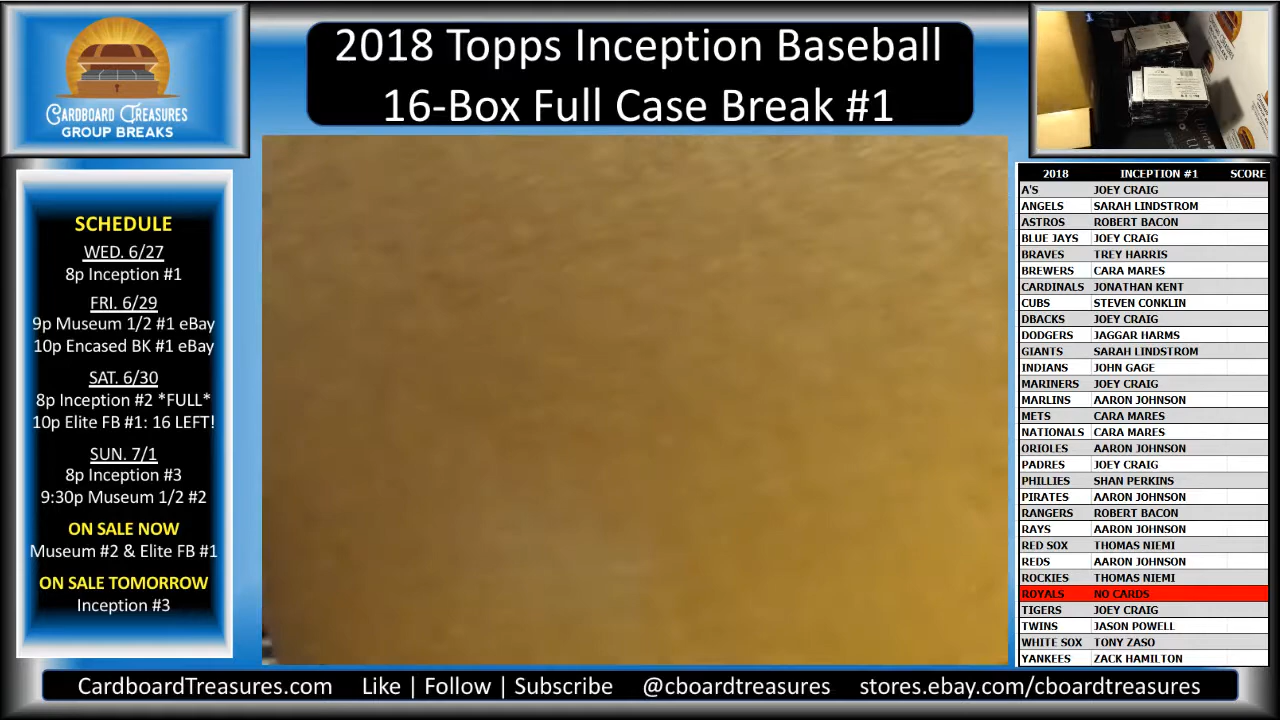 CARDBOARD TREASURES
GROUP BREAKS
2018 Topps Inception Baseball
16-Box Full Case Break #1
SCHEDULE
WED. 6/27
8p Inception #1
FRI. 6/29
9p Museum 1/2 #1 eBay
10p Encased BK #1 eBay
SAT. 6/30
8p Inception #2 *FULL*
10p Elite FB #1: 16 LEFT!
SUN. 7/1
8p Inception #3
9:30p Museum 1/2 #2
ON SALE NOW
Museum #2 & Elite FB #1
ON SALE TOMORROW
Inception #3
2018 INCEPTION #1 SCORE
A'S JOEY CRAIG
ANGELS SARAH LINDSTROM
ASTROS ROBERT BACON
BLUE JAYS JOEY CRAIG
BRAVES TREY HARRIS
BREWERS CARA MARES
CARDINALS JONATHAN KENT
CUBS STEVEN CONKLIN
DBACKS JOEY CRAIG
DODGERS JAGGAR HARMS
GIANTS SARAH LINDSTROM
INDIANS JOHN GAGE
MARINERS JOEY CRAIG
MARLINS AARON JOHNSON
METS CARA MARES
NATIONALS CARA MARES
ORIOLES AARON JOHNSON
PADRES JOEY CRAIG
PHILLIES SHAN PERKINS
PIRATES AARON JOHNSON
RANGERS ROBERT BACON
RAYS AARON JOHNSON
RED SOX THOMAS NIEMI
REDS AARON JOHNSON
ROCKIES THOMAS NIEMI
ROYALS NO CARDS
TIGERS JOEY CRAIG
TWINS JASON POWELL
WHITE SOX TONY ZASO
YANKEES ZACK HAMILTON
CardboardTreasures.com Like | Follow | Subscribe @cboardtreasures stores.ebay.com/cboardtreasures